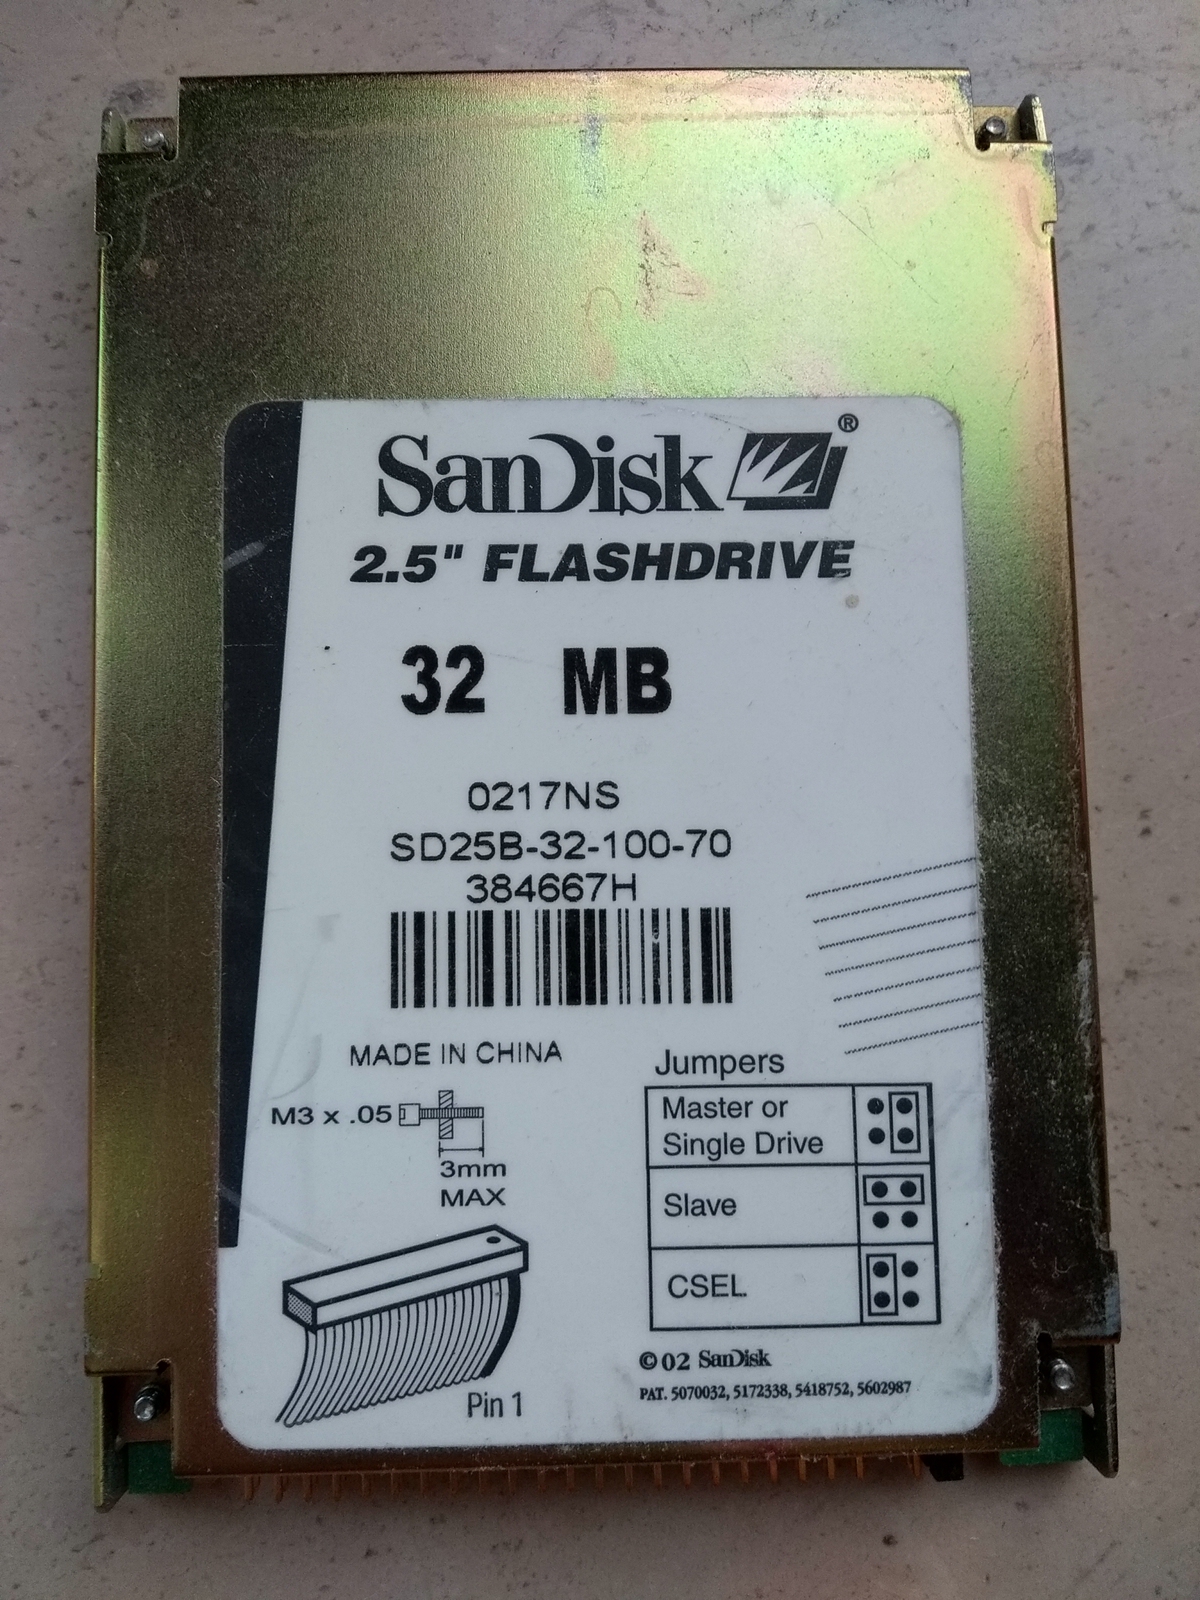 SanDisk ®
2.5" FLASHDRIVE
32 MB
0217NS
SD25B-32-100-70
384667H
MADE IN CHINA
M3 x .05
3mm
MAX
Pin 1
Jumpers
Master or
Single Drive
Slave
CSEL
© 02 SanDisk
PAT. 5070032, 5172338, 5418752, 5602987